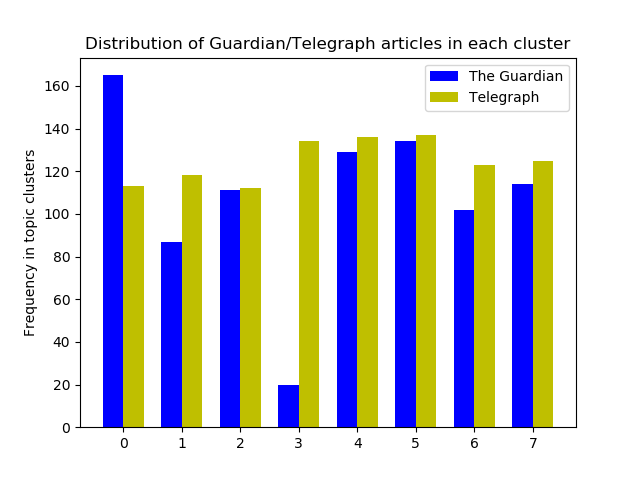 Distribution of Guardian/Telegraph articles in each cluster
The Guardian
Telegraph
Frequency in topic clusters
160
140
120
100
80
60
40
20
0
0 1 2 3 4 5 6 7